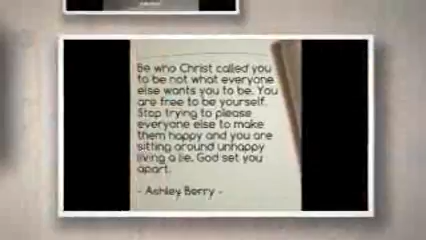 Be who Christ called you
to be not what everyone
else wants you to be. You
are free to be yourself.
Stop trying to please
everyone else to make
them happy and you are
sitting around unhappy
living a lie. God set you
apart.
- Ashley Berry -